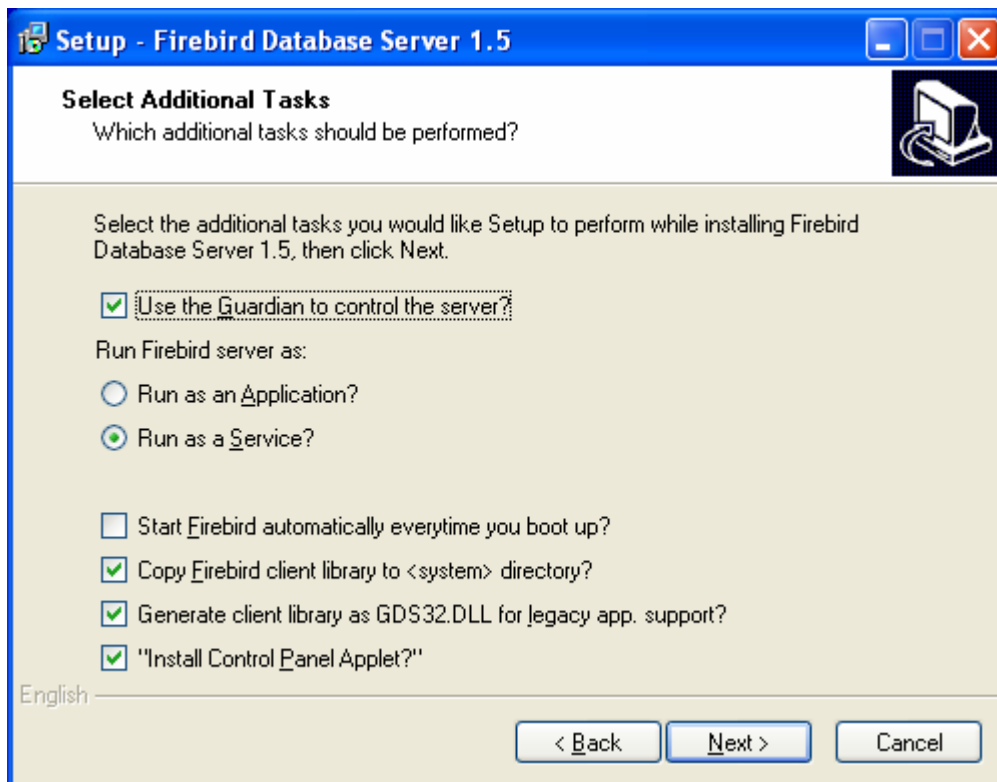 Setup - Firebird Database Server 1.5
Select Additional Tasks
Which additional tasks should be performed?
Select the additional tasks you would like Setup to perform while installing Firebird
Database Server 1.5, then click Next.
Use the Guardian to control the server?
Run Firebird server as:
Run as an Application?
Run as a Service?
Start Firebird automatically everytime you boot up?
Copy Firebird client library to <system> directory?
Generate client library as GDS32.DLL for legacy app. support?
"Install Control Panel Applet?"
English
< Back
Next >
Cancel